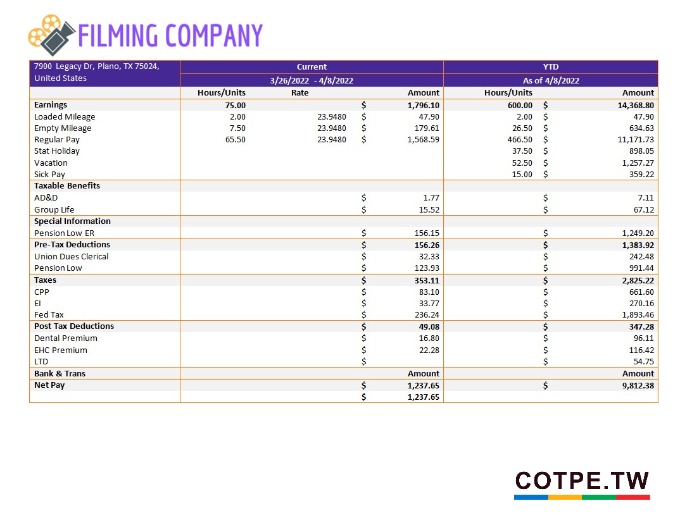 FILMING COMPANY
7900 Legacy Dr, Plano, TX 75024, United States Current YTD
3/26/2022 - 4/8/2022 As of 4/8/2022
Hours/Units Rate Amount Hours/Units Amount
Earnings 75.00 $ 1,796.10 600.00 $ 14,368.80
Loaded Mileage 2.00 23.9480 $ 47.90 2.00 $ 47.90
Empty Mileage 7.50 23.9480 $ 179.61 26.50 $ 634.63
Regular Pay 65.50 23.9480 $ 1,568.59 466.50 $ 11,171.73
Stat Holiday 37.50 $ 898.05
Vacation 52.50 $ 1,257.27
Sick Pay 15.00 $ 359.22
Taxable Benefits
AD&D $ 1.77 $ 7.11
Group Life $ 15.52 $ 67.12
Special Information
Pension Low ER $ 156.15 $ 1,249.20
Pre-Tax Deductions $ 156.26 $ 1,383.92
Union Dues Clerical $ 32.33 $ 242.48
Pension Low $ 123.93 $ 991.44
Taxes $ 353.11 $ 2,825.22
CPP $ 83.10 $ 661.60
EI $ 33.77 $ 270.16
Fed Tax $ 236.24 $ 1,893.46
Post Tax Deductions $ 49.08 $ 347.28
Dental Premium $ 16.80 $ 96.11
EHC Premium $ 22.28 $ 116.42
LTD $ $ 54.75
Bank & Trans Amount Amount
Net Pay $ 1,237.65 $ 9,812.38
$ 1,237.65
COTPE.TW